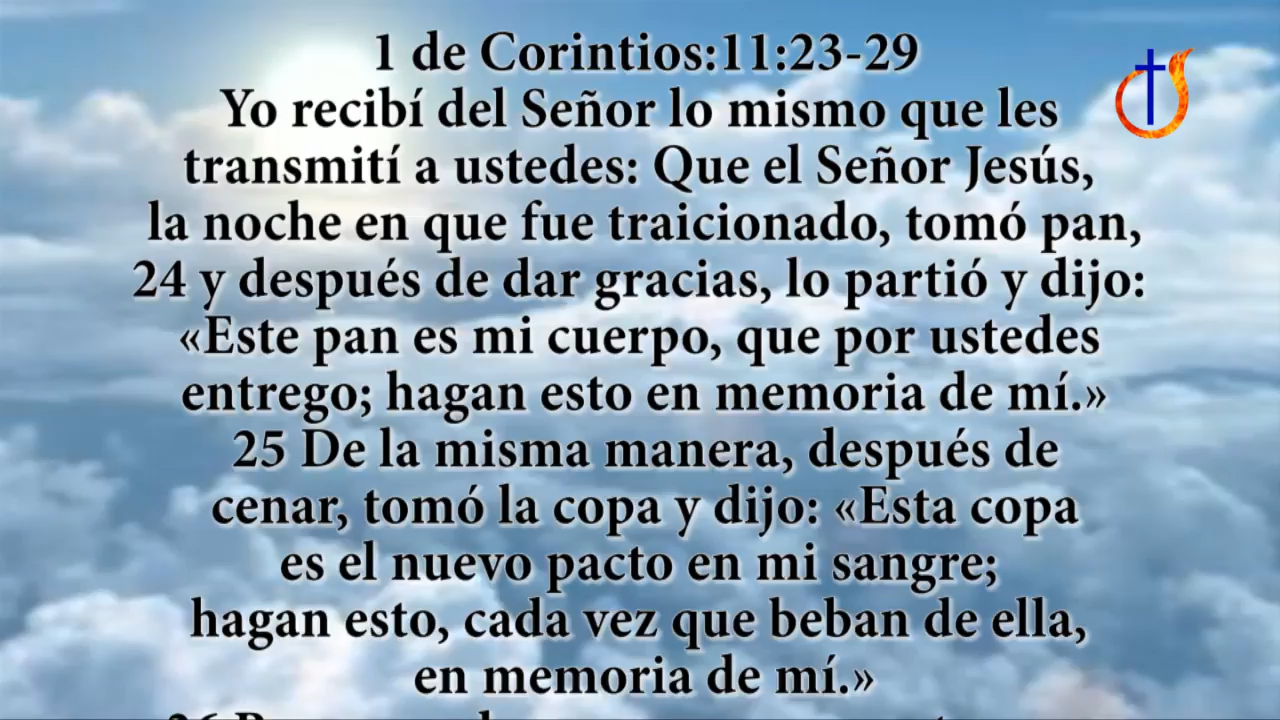 1 de Corintios:11:23-29
Yo recibí del Señor lo mismo que les
transmití a ustedes: Que el Señor Jesús,
la noche en que fue traicionado, tomó pan,
24 y después de dar gracias, lo partió y dijo:
«Este pan es mi cuerpo, que por ustedes
entrego; hagan esto en memoria de mí.»
25 De la misma manera, después de
cenar, tomó la copa y dijo: «Esta copa
es el nuevo pacto en mi sangre;
hagan esto, cada vez que beban de ella,
en memoria de mí.»